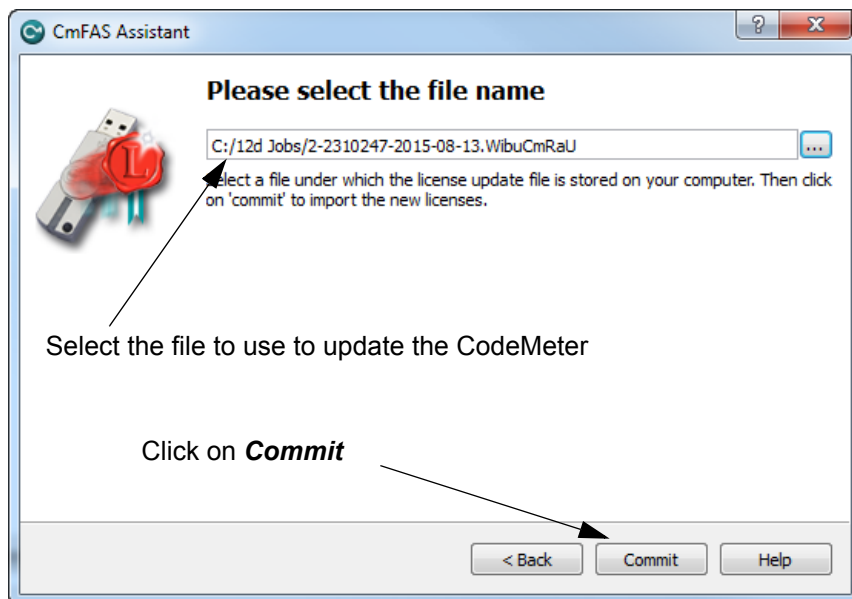 CmFAS Assistant
Please select the file name
C:/12d Jobs/2-2310247-2015-08-13.WibuCmRaU
...
Select a file under which the license update file is stored on your computer. Then click
on 'commit' to import the new licenses.
L
Select the file to use to update the CodeMeter
Click on Commit
< Back
Commit
Help